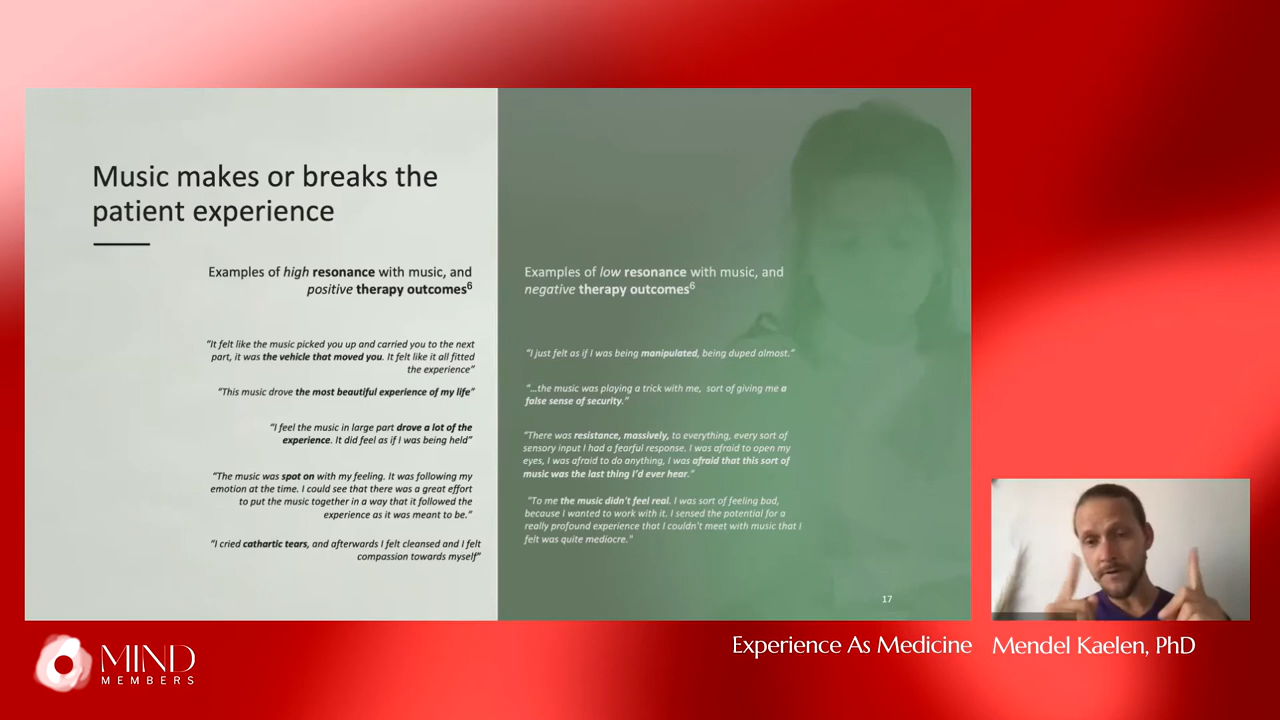 Music makes or breaks the
patient experience
Examples of high resonance with music, and
positive therapy outcomes6
"It felt like the music picked you up and carried you to the next
part, it was the vehicle that moved you. It felt like it all fitted
the experience"
"This music drove the most beautiful experience of my life"
"I feel the music in large part drove a lot of the
experience. It did feel as if I was being held"
"The music was spot on with my feeling. It was following my
emotion at the time. I could see that there was a great effort
to put the music together in a way that it followed the
experience as it was meant to be."
"I cried cathartic tears, and afterwards I felt cleansed and I felt
compassion towards myself"
Examples of low resonance with music, and
negative therapy outcomes6
"I just felt as if I was being manipulated, being duped almost."
"...the music was playing a trick with me, sort of giving me a
false sense of security."
"There was resistance, massively, to everything, every sort of
sensory input I had a fearful response. I was afraid to open my
eyes, I was afraid to do anything, I was afraid that this sort of
music was the last thing I'd ever hear."
"To me the music didn't feel real. I was sort of feeling bad,
because I wanted to work with it. I sensed the potential for a
really profound experience that I couldn't meet with music that I
felt was quite mediocre."
17
Experience As Medicine
Mendel Kaelen, PhD
MIND
MEMBERS